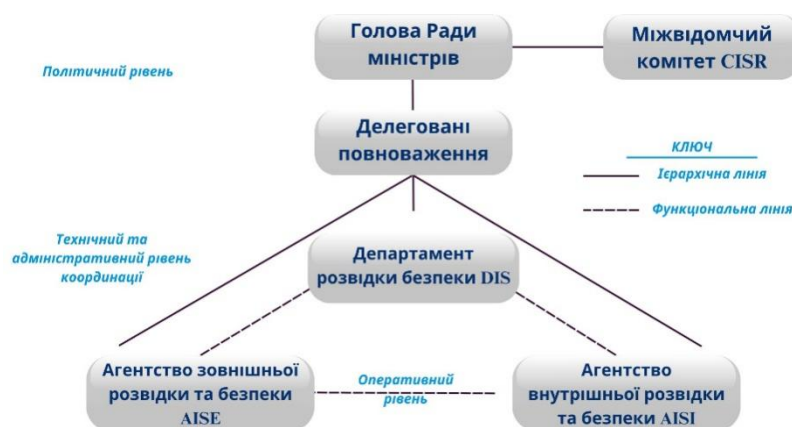 Голова Ради
міністрів
Міжвідомчий
комітет CISR
Політичний рівень
Делеговані
повноваження
КЛЮЧ
Ієрархічна лінія
Функціональна лінія
Технічний та
адміністративний рівень
координації
Департамент
розвідки безпеки DIS
Агентство зовнішньої
розвідки та безпеки
AISE
Оперативний
рівень
Агентство
внутрішньої розвідки
та безпеки AISI